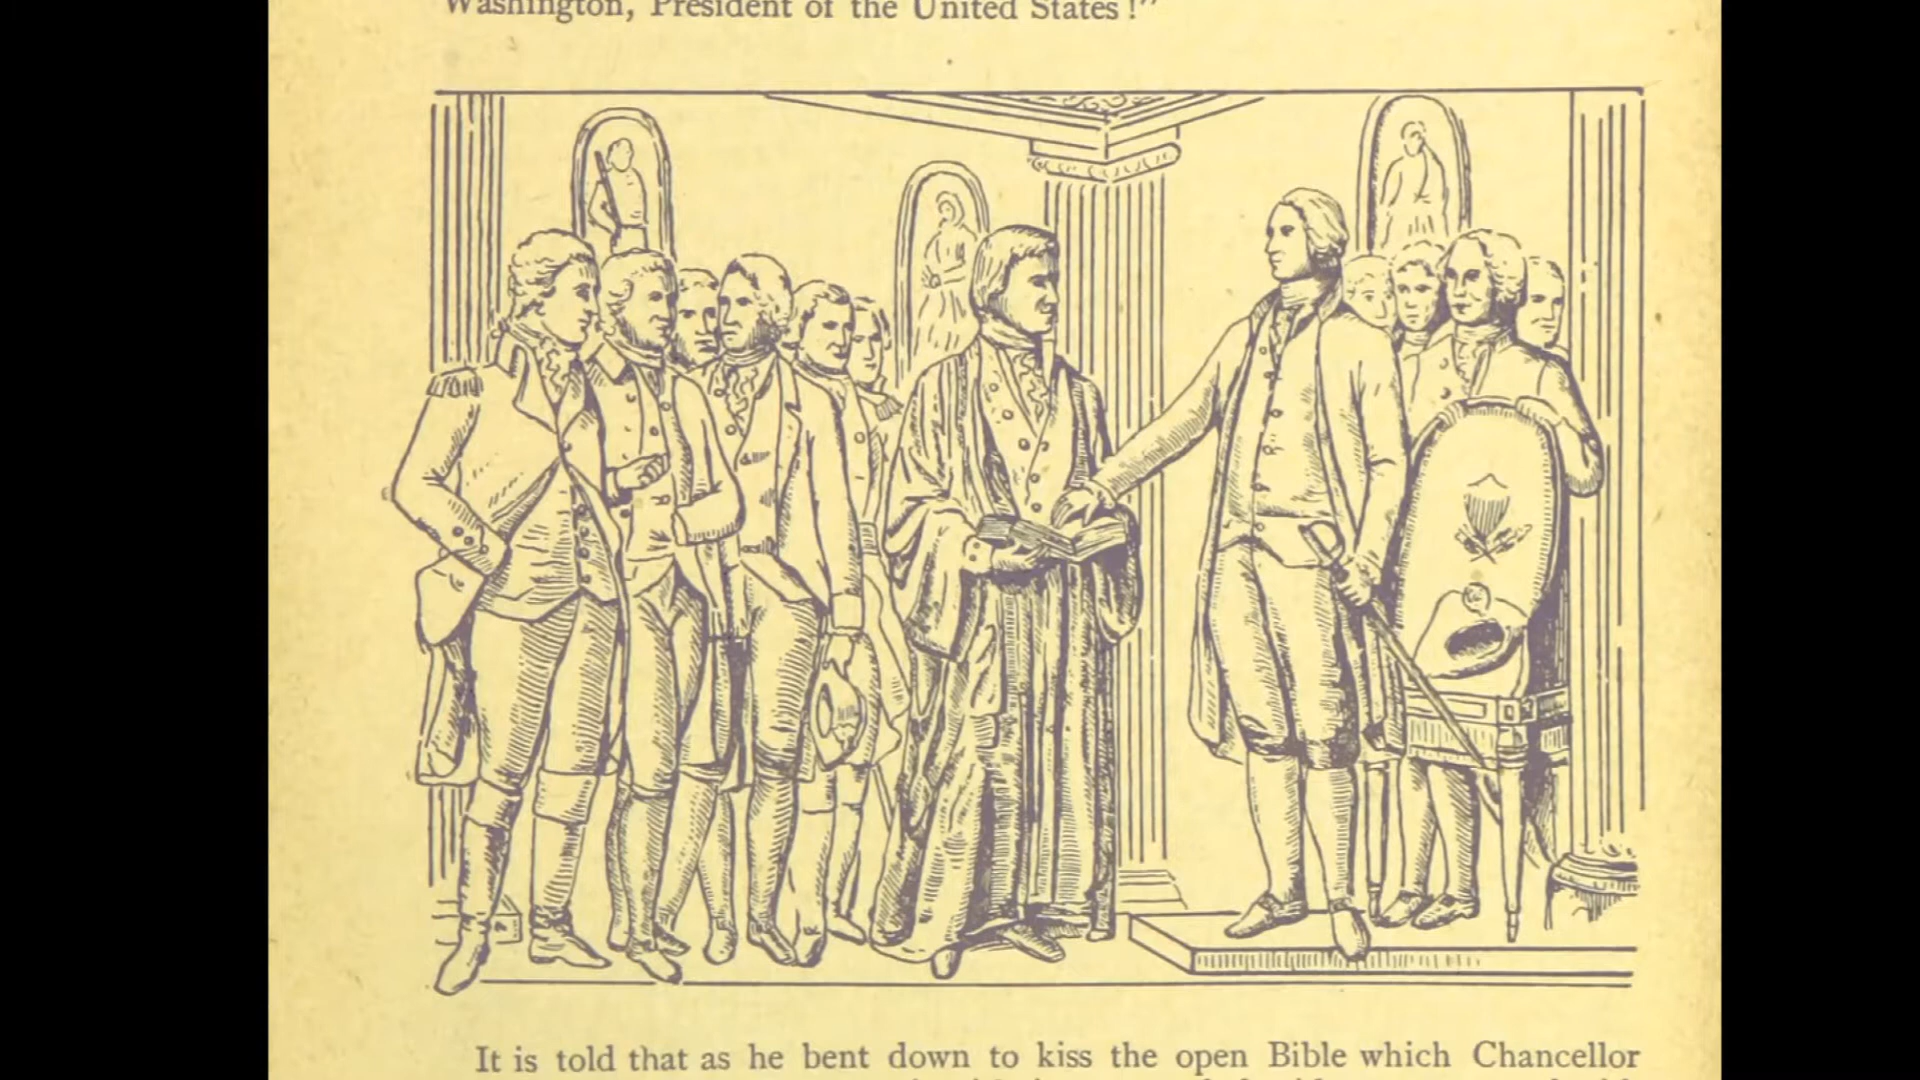 Washington, President of the United States!”
It is told that as he bent down to kiss the open Bible which Chancellor